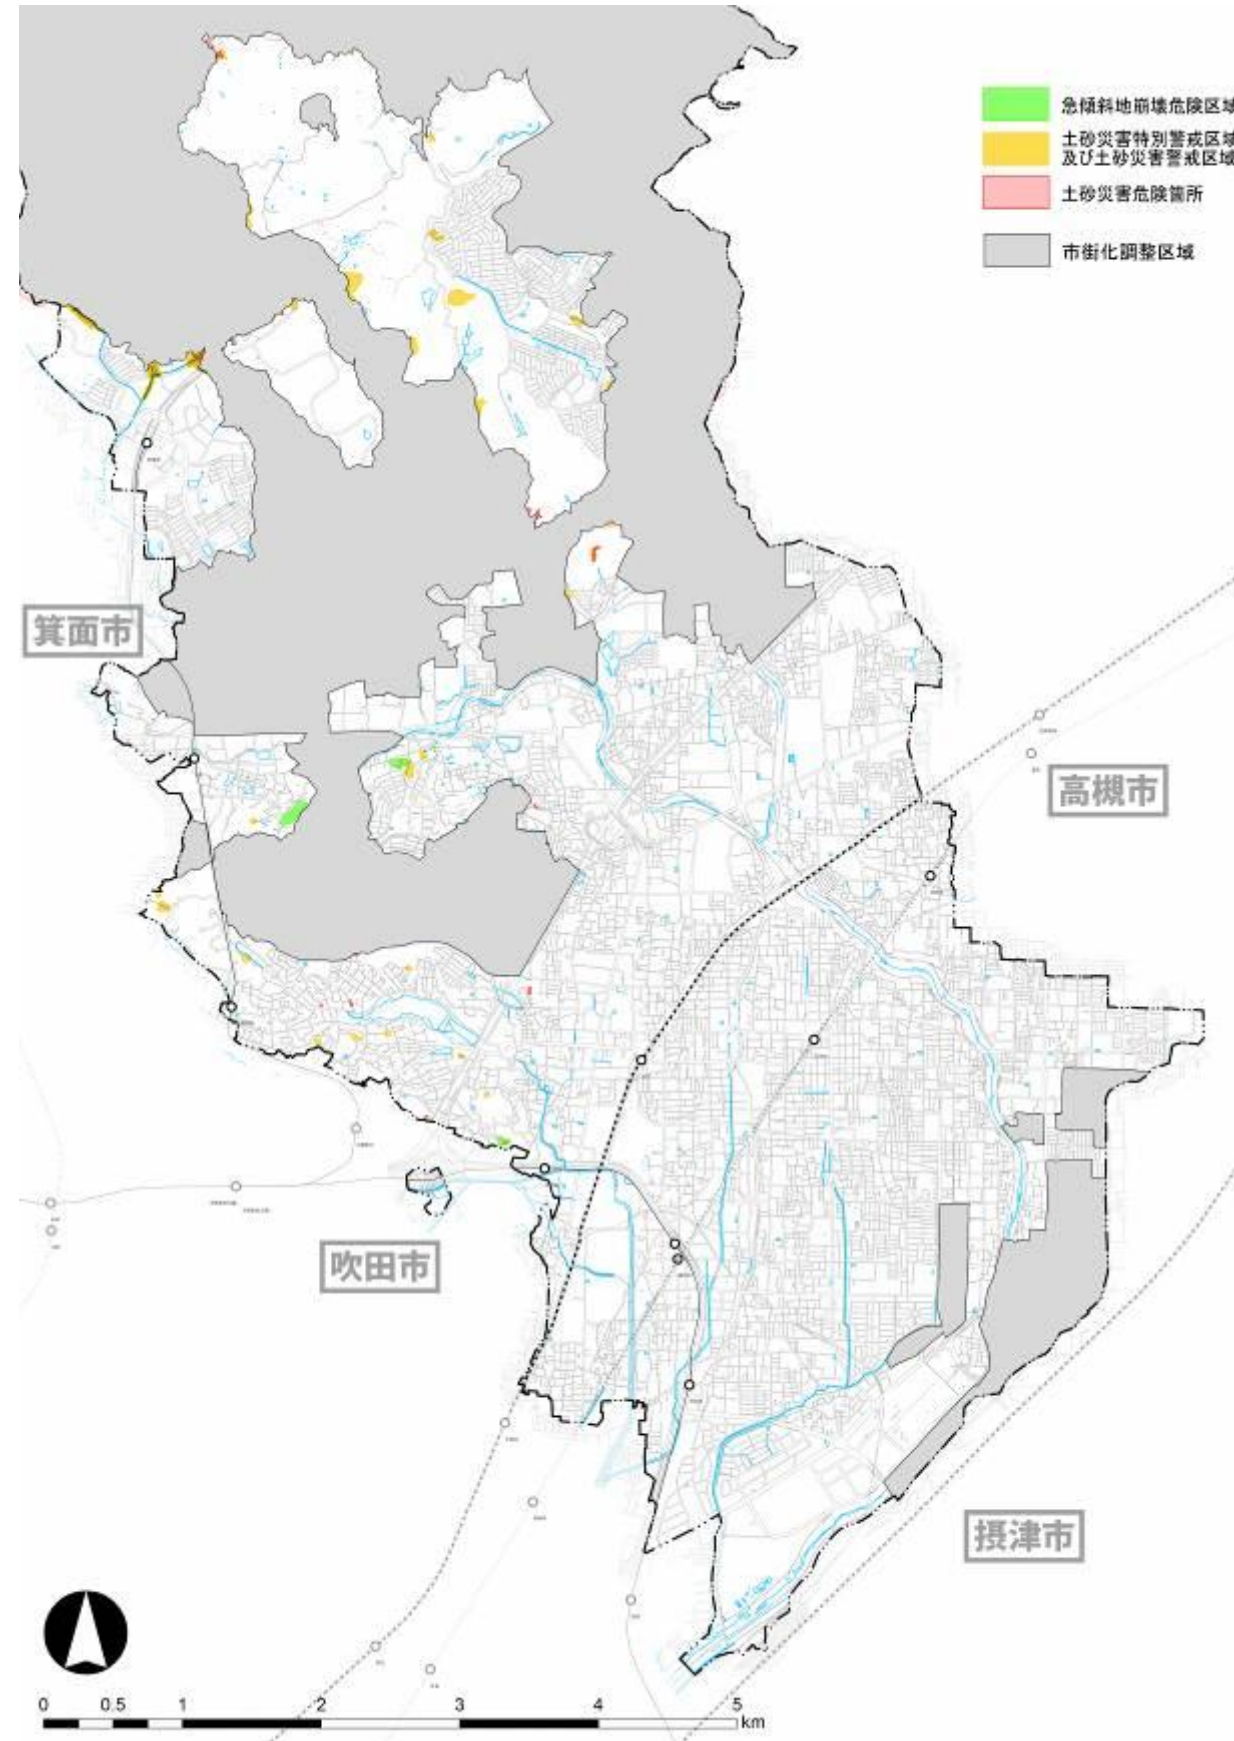 急傾斜地崩壊危険区域
土砂災害特別警戒区域
及び土砂災害警戒区域
土砂災害危険箇所
市街化調整区域
箕面市
高槻市
吹田市
摂津市
0 0.5 1 2 3 4 5
km